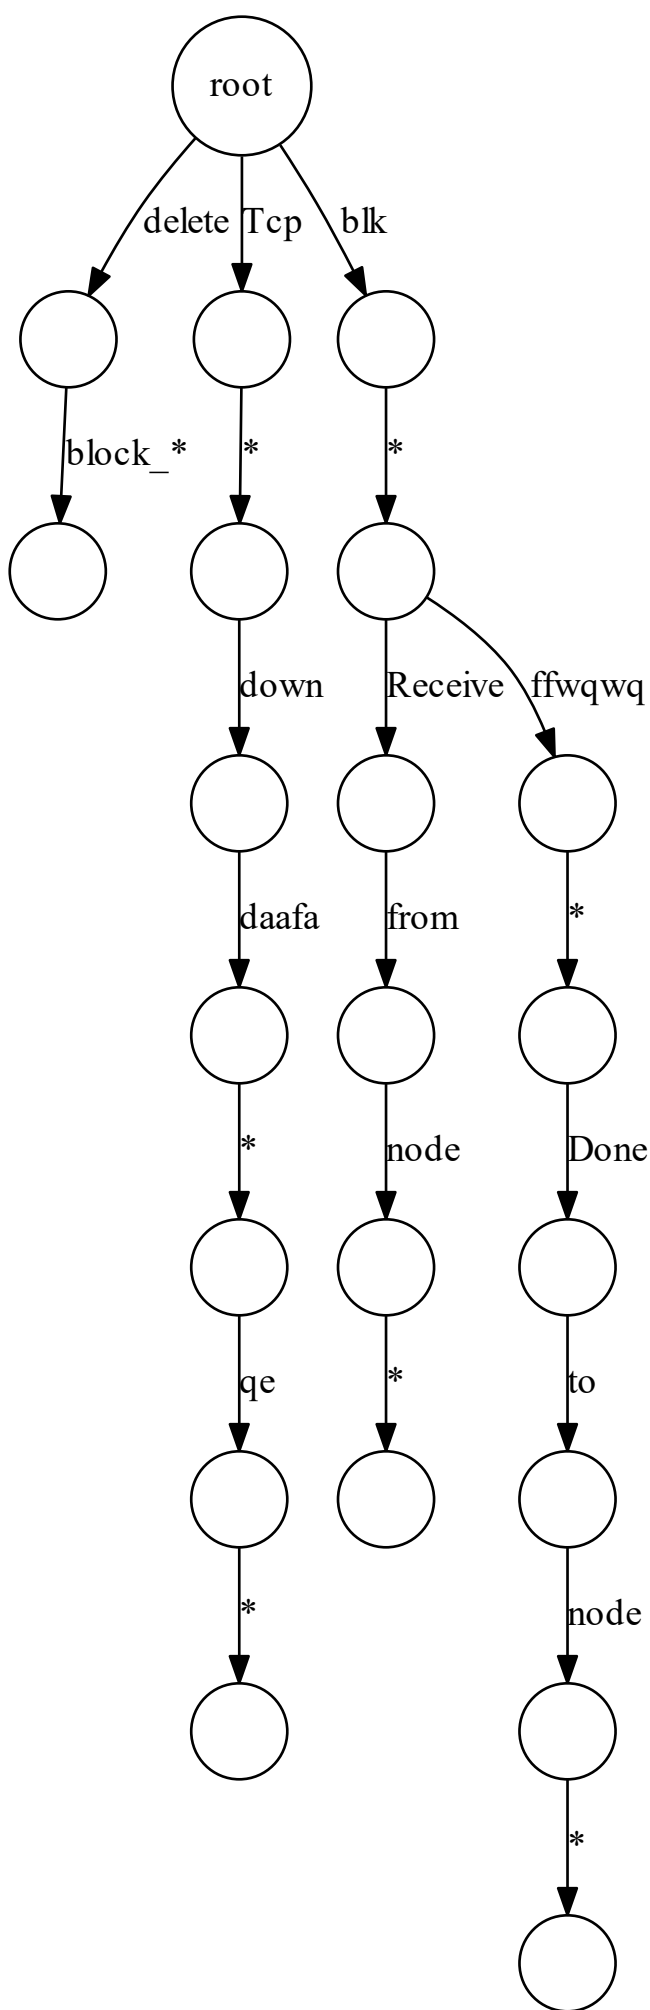 root
delete Tcp blk
block_* * *
down Receive ffwqwq
daafa from *
* node Done
qe * to
* node
*